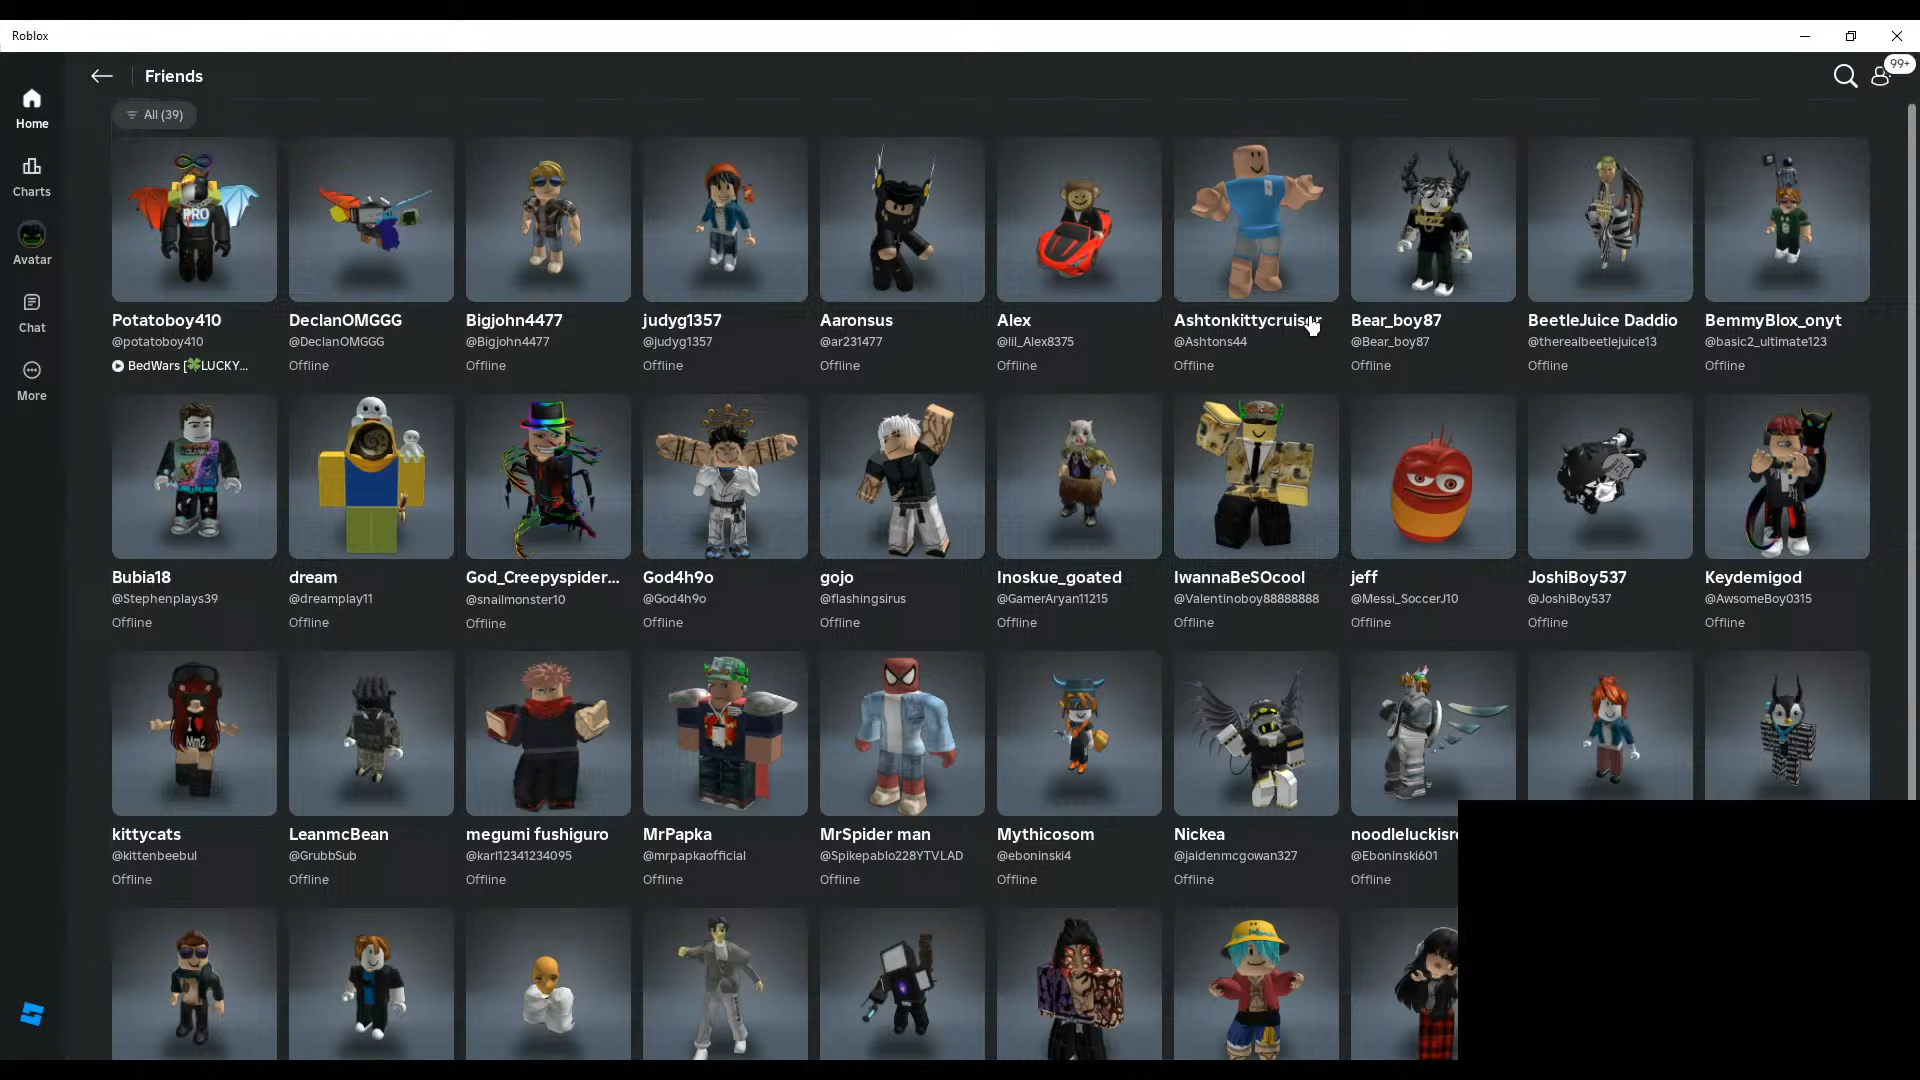 Roblox
Friends
99+
All (39)
Home
Charts
Avatar
Chat
More
PRO
Potatoboy410
@potatoboy410
BedWars [🍀LUCKY...
DeclanOMGGG
@DeclanOMGGG
Offline
Bigjohn4477
@Bigjohn4477
Offline
judyg1357
@judyg1357
Offline
Aaronsus
@ar231477
Offline
Alex
@lil_Alex8375
Offline
Ashtonkittycruiser
@Ashtons44
Offline
Bear_boy87
@Bear_boy87
Offline
BeetleJuice Daddio
@therealbeetlejuice13
Offline
BemmyBlox_onyt
@basic2_ultimate123
Offline
Bubia18
@Stephenplays39
Offline
dream
@dreamplay11
Offline
God_Creepyspider...
@snailmonster10
Offline
God4h9o
@God4h9o
Offline
gojo
@flashingsirus
Offline
Inoskue_goated
@GamerAryan11215
Offline
IwannaBeSOcool
@Valentinoboy88888888
Offline
jeff
@Messi_SoccerJ10
Offline
JoshiBoy537
@JoshiBoy537
Offline
Keydemigod
@AwsomeBoy0315
Offline
Mm2
kittycats
@kittenbeebul
Offline
LeanmcBean
@GrubbSub
Offline
megumi fushiguro
@karl12341234095
Offline
MrPapka
@mrpapkaofficial
Offline
MrSpider man
@Spikepablo228YTVLAD
Offline
Mythicosom
@eboninski4
Offline
Nickea
@jaidenmcgowan327
Offline
noodleluckisre
@Eboninski601
Offline